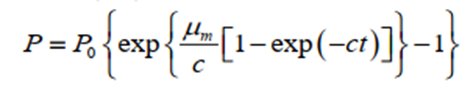 P = P₀{exp{μₘ/c[1−exp(−ct)]}−1}